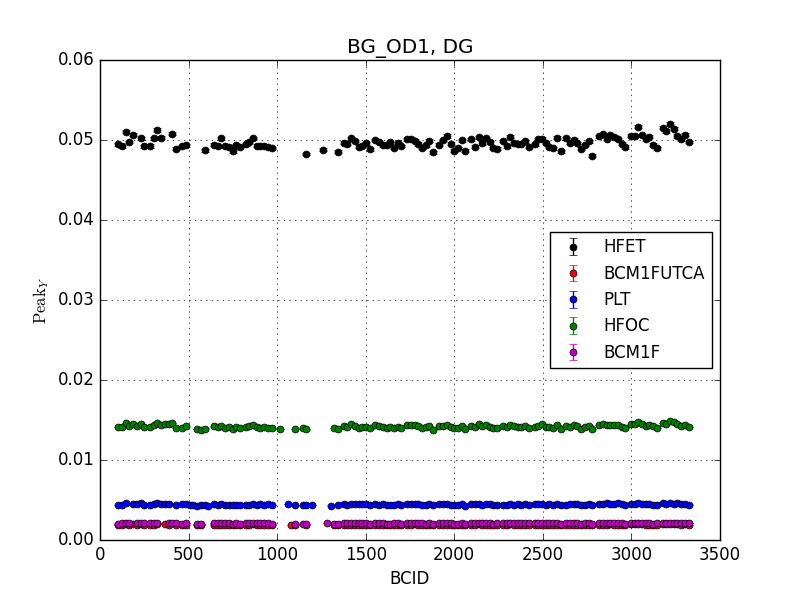 BG_OD1, DG
0.06
0.05
0.04
0.03
0.02
0.01
0.00
Peak_Y
HFET
BCM1FUTCA
PLT
HFOC
BCM1F
0 500 1000 1500 2000 2500 3000 3500
BCID